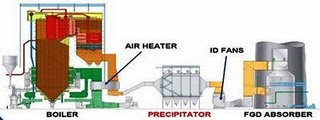 AIR HEATER
ID FANS
BOILER
PRECIPITATOR
FGD ABSORBER